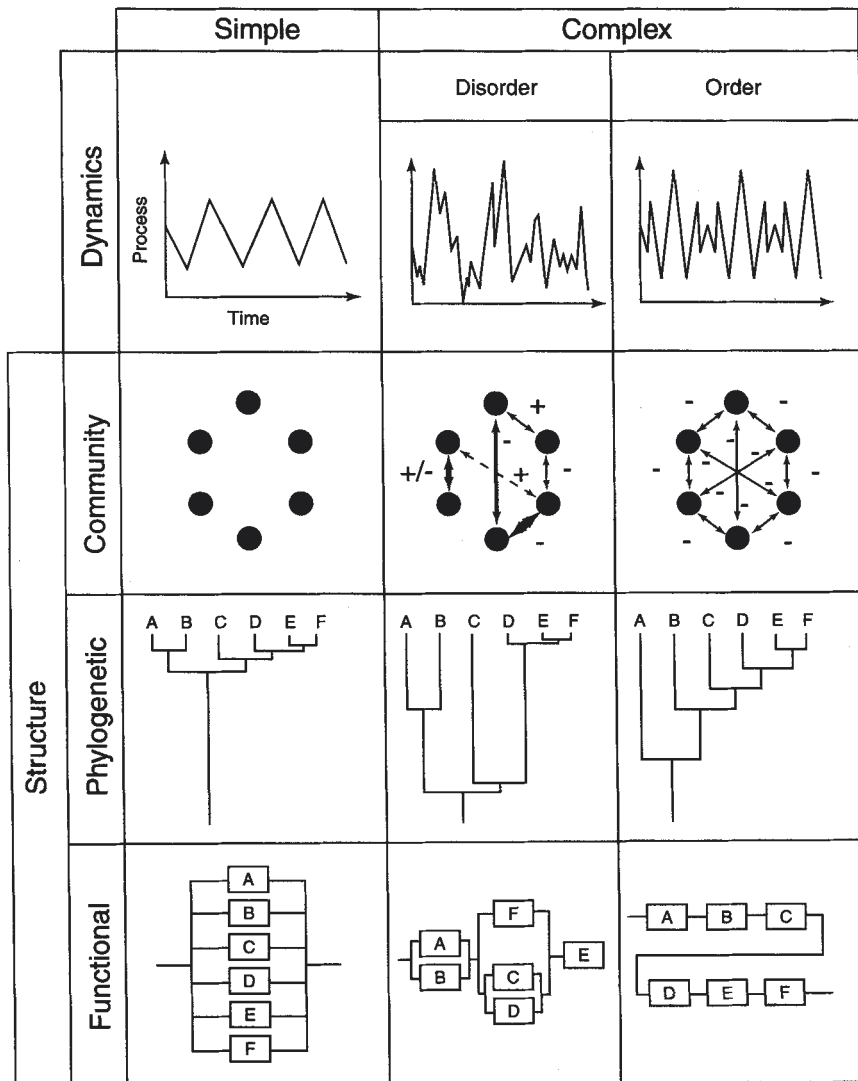 Simple Complex
Disorder Order
Dynamics
Process
Time
Structure
Community
+
-
+/-
+
-
-
- -
- -
- -
- -
- -
Phylogenetic
A B C D E F
A B C D E F
A B C D E F
Functional
A
B
C
D
E
F
A
B
F
C
D
E
A B C
D E F